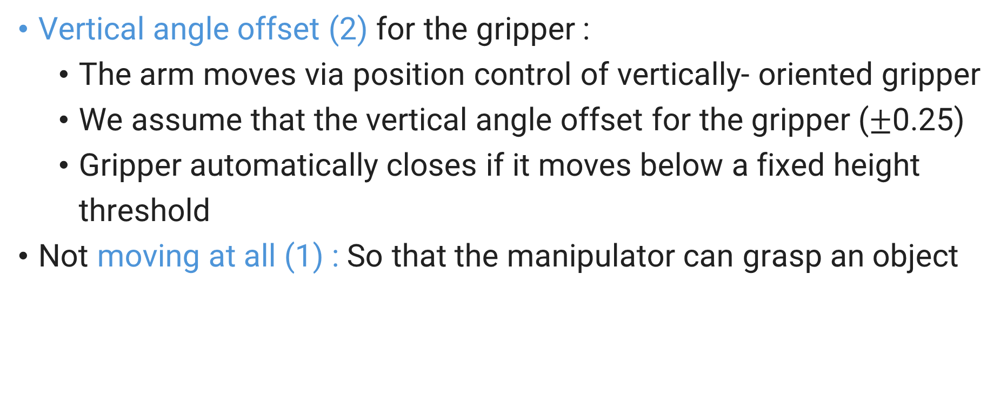 • Vertical angle offset (2) for the gripper :
• The arm moves via position control of vertically- oriented gripper
• We assume that the vertical angle offset for the gripper (±0.25)
• Gripper automatically closes if it moves below a fixed height
threshold
• Not moving at all (1) : So that the manipulator can grasp an object